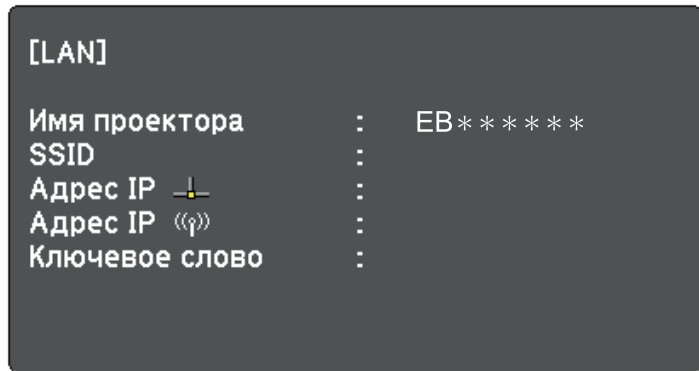 [LAN]
Имя проектора : EB******
SSID :
Адрес IP :
Адрес IP :
Ключевое слово :